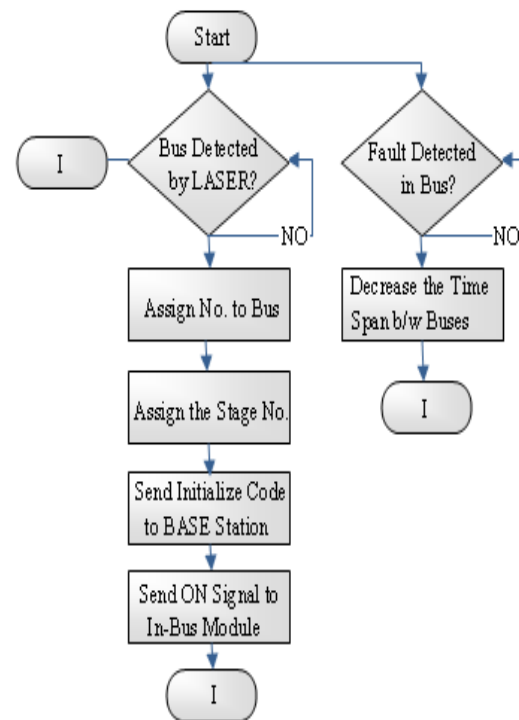 Start
Bus Detected
by LASER?
I
NO
Assign No. to Bus
Assign the Stage No.
Send Initialize Code
to BASE Station
Send ON Signal to
In-Bus Module
I
Fault Detected
in Bus?
NO
Decrease the Time
Span b/w Buses
I